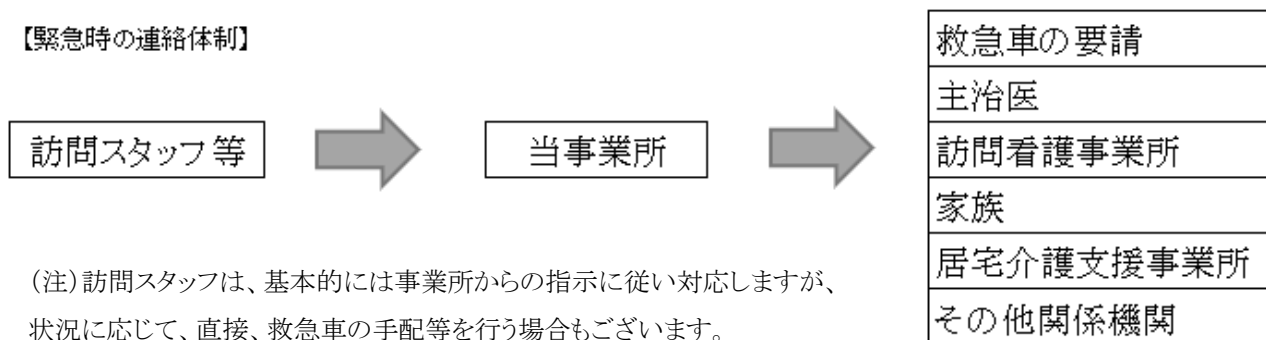 【緊急時の連絡体制】
訪問スタッフ等
当事業所
救急車の要請
主治医
訪問看護事業所
家族
居宅介護支援事業所
その他関係機関
（注）訪問スタッフは、基本的には事業所からの指示に従い対応しますが、
状況に応じて、直接、救急車の手配等を行う場合もございます。